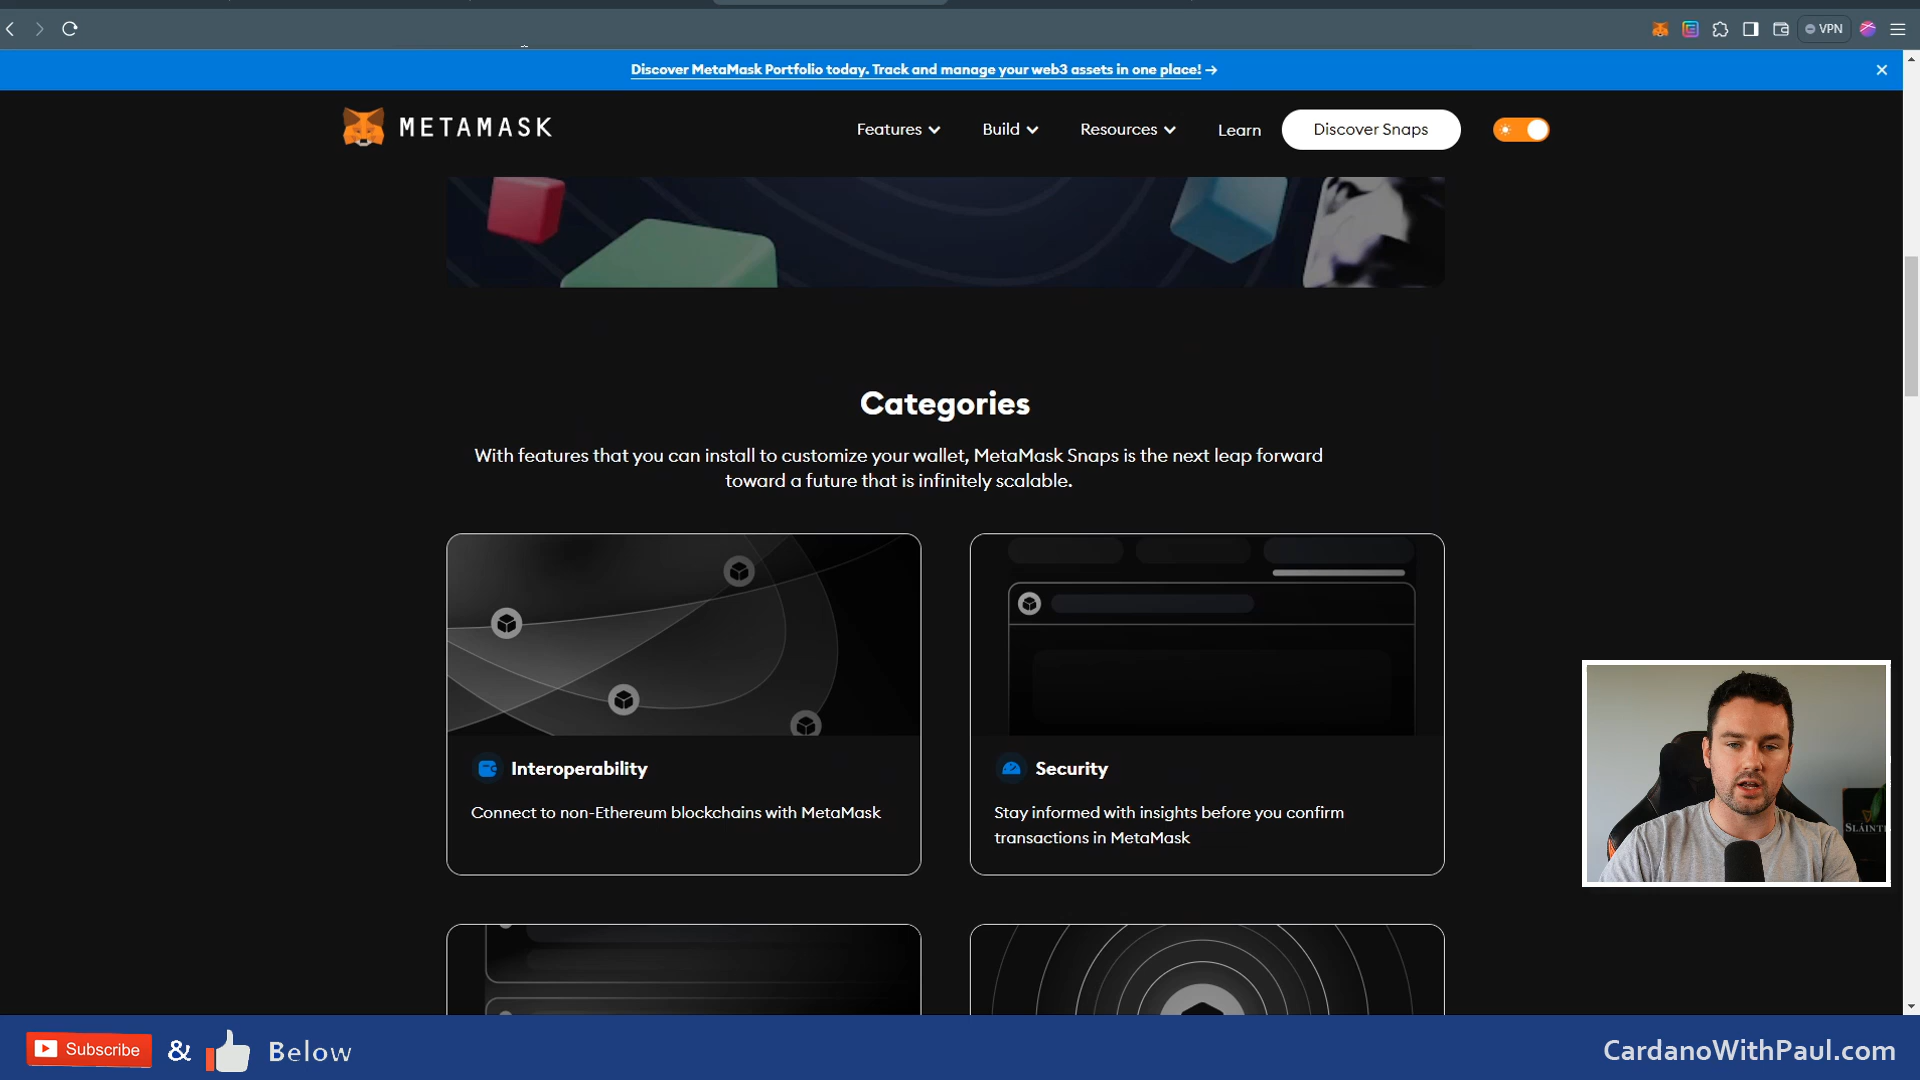 VPN
Discover MetaMask Portfolio today. Track and manage your web3 assets in one place! →
METAMASK
Features
Build
Resources
Learn
Discover Snaps
Categories
With features that you can install to customize your wallet, MetaMask Snaps is the next leap forward
toward a future that is infinitely scalable.
Interoperability
Connect to non-Ethereum blockchains with MetaMask
Security
Stay informed with insights before you confirm
transactions in MetaMask
SLÁINT
Subscribe & Below
CardanoWithPaul.com